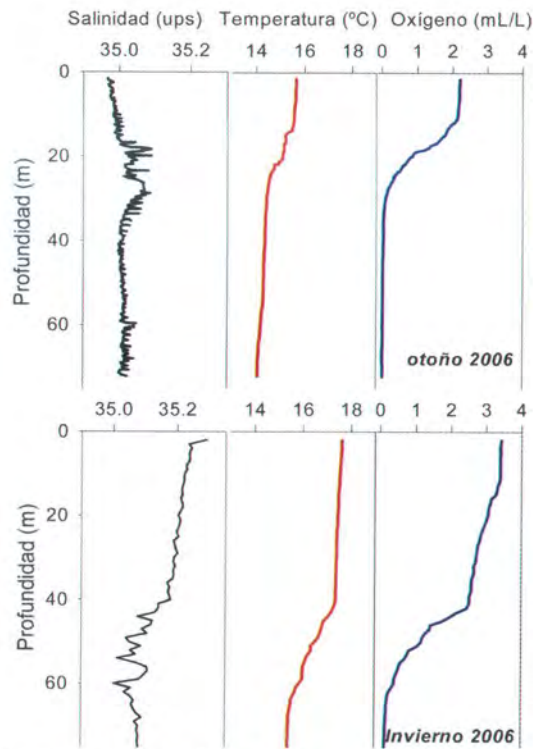 Salinidad (ups) Temperatura (ºC) Oxígeno (mL/L)
35.0 35.2 14 16 18 0 1 2 3 4
0
20
40
60
Profundidad (m)
otoño 2006
35.0 35.2 14 16 18 0 1 2 3 4
0
20
40
60
Profundidad (m)
Invierno 2006